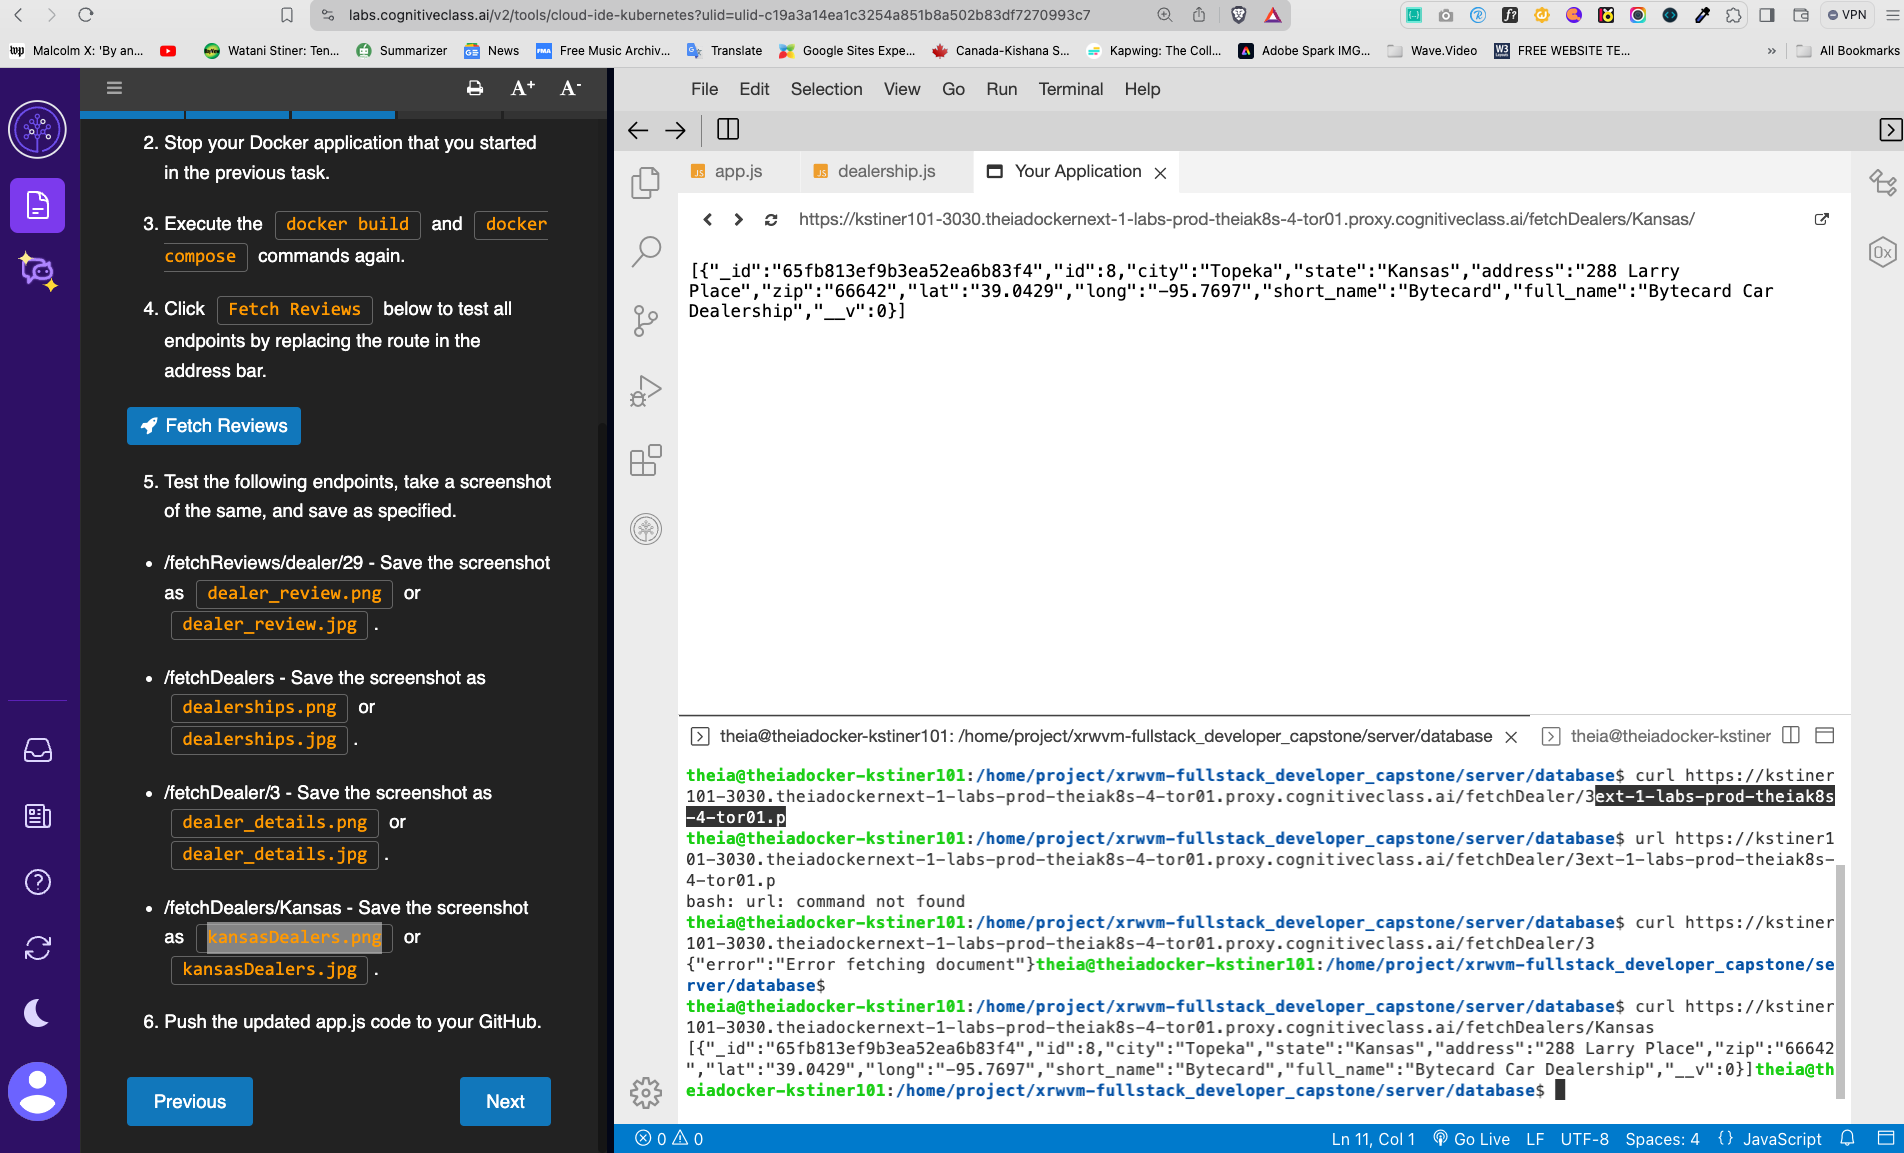 labs.cognitiveclass.ai/v2/tools/cloud-ide-kubernetes?ulid=ulid-c19a3a14ea1c3254a851b8a502b83df7270993c7
VPN
wp Malcolm X: 'By an...
Watani Stiner: Ten...
Summarizer
News
FMA Free Music Archiv...
Translate
Google Sites Expe...
Canada-Kishana S...
Kapwing: The Coll...
Adobe Spark IMG...
Wave.Video
W3 FREE WEBSITE TE...
»
All Bookmarks
A+ A-
2. Stop your Docker application that you started
in the previous task.
3. Execute the docker build and docker
compose commands again.
4. Click Fetch Reviews below to test all
endpoints by replacing the route in the
address bar.
Fetch Reviews
5. Test the following endpoints, take a screenshot
of the same, and save as specified.
• /fetchReviews/dealer/29 - Save the screenshot
as dealer_review.png or
dealer_review.jpg .
• /fetchDealers - Save the screenshot as
dealerships.png or
dealerships.jpg .
• /fetchDealer/3 - Save the screenshot as
dealer_details.png or
dealer_details.jpg .
• /fetchDealers/Kansas - Save the screenshot
as kansasDealers.png or
kansasDealers.jpg .
6. Push the updated app.js code to your GitHub.
Previous
Next
File Edit Selection View Go Run Terminal Help
JS app.js
JS dealership.js
Your Application
https://kstiner101-3030.theiadockernext-1-labs-prod-theiak8s-4-tor01.proxy.cognitiveclass.ai/fetchDealers/Kansas/
0x
[{"_id":"65fb813ef9b3ea52ea6b83f4","id":8,"city":"Topeka","state":"Kansas","address":"288 Larry
Place","zip":"66642","lat":"39.0429","long":"-95.7697","short_name":"Bytecard","full_name":"Bytecard Car
Dealership","__v":0}]
theia@theiadocker-kstiner101: /home/project/xrwvm-fullstack_developer_capstone/server/database
theia@theiadocker-kstiner
theia@theiadocker-kstiner101:/home/project/xrwvm-fullstack_developer_capstone/server/database$ curl https://kstiner
101-3030.theiadockernext-1-labs-prod-theiak8s-4-tor01.proxy.cognitiveclass.ai/fetchDealer/3ext-1-labs-prod-theiak8s
-4-tor01.p
theia@theiadocker-kstiner101:/home/project/xrwvm-fullstack_developer_capstone/server/database$ url https://kstiner1
01-3030.theiadockernext-1-labs-prod-theiak8s-4-tor01.proxy.cognitiveclass.ai/fetchDealer/3ext-1-labs-prod-theiak8s-
4-tor01.p
bash: url: command not found
theia@theiadocker-kstiner101:/home/project/xrwvm-fullstack_developer_capstone/server/database$ curl https://kstiner
101-3030.theiadockernext-1-labs-prod-theiak8s-4-tor01.proxy.cognitiveclass.ai/fetchDealer/3
{"error":"Error fetching document"}theia@theiadocker-kstiner101:/home/project/xrwvm-fullstack_developer_capstone/se
rver/database$
theia@theiadocker-kstiner101:/home/project/xrwvm-fullstack_developer_capstone/server/database$ curl https://kstiner
101-3030.theiadockernext-1-labs-prod-theiak8s-4-tor01.proxy.cognitiveclass.ai/fetchDealers/Kansas
[{"_id":"65fb813ef9b3ea52ea6b83f4","id":8,"city":"Topeka","state":"Kansas","address":"288 Larry Place","zip":"66642
","lat":"39.0429","long":"-95.7697","short_name":"Bytecard","full_name":"Bytecard Car Dealership","__v":0}]theia@th
eiadocker-kstiner101:/home/project/xrwvm-fullstack_developer_capstone/server/database$
0 0
Ln 11, Col 1 Go Live LF UTF-8 Spaces: 4 {} JavaScript